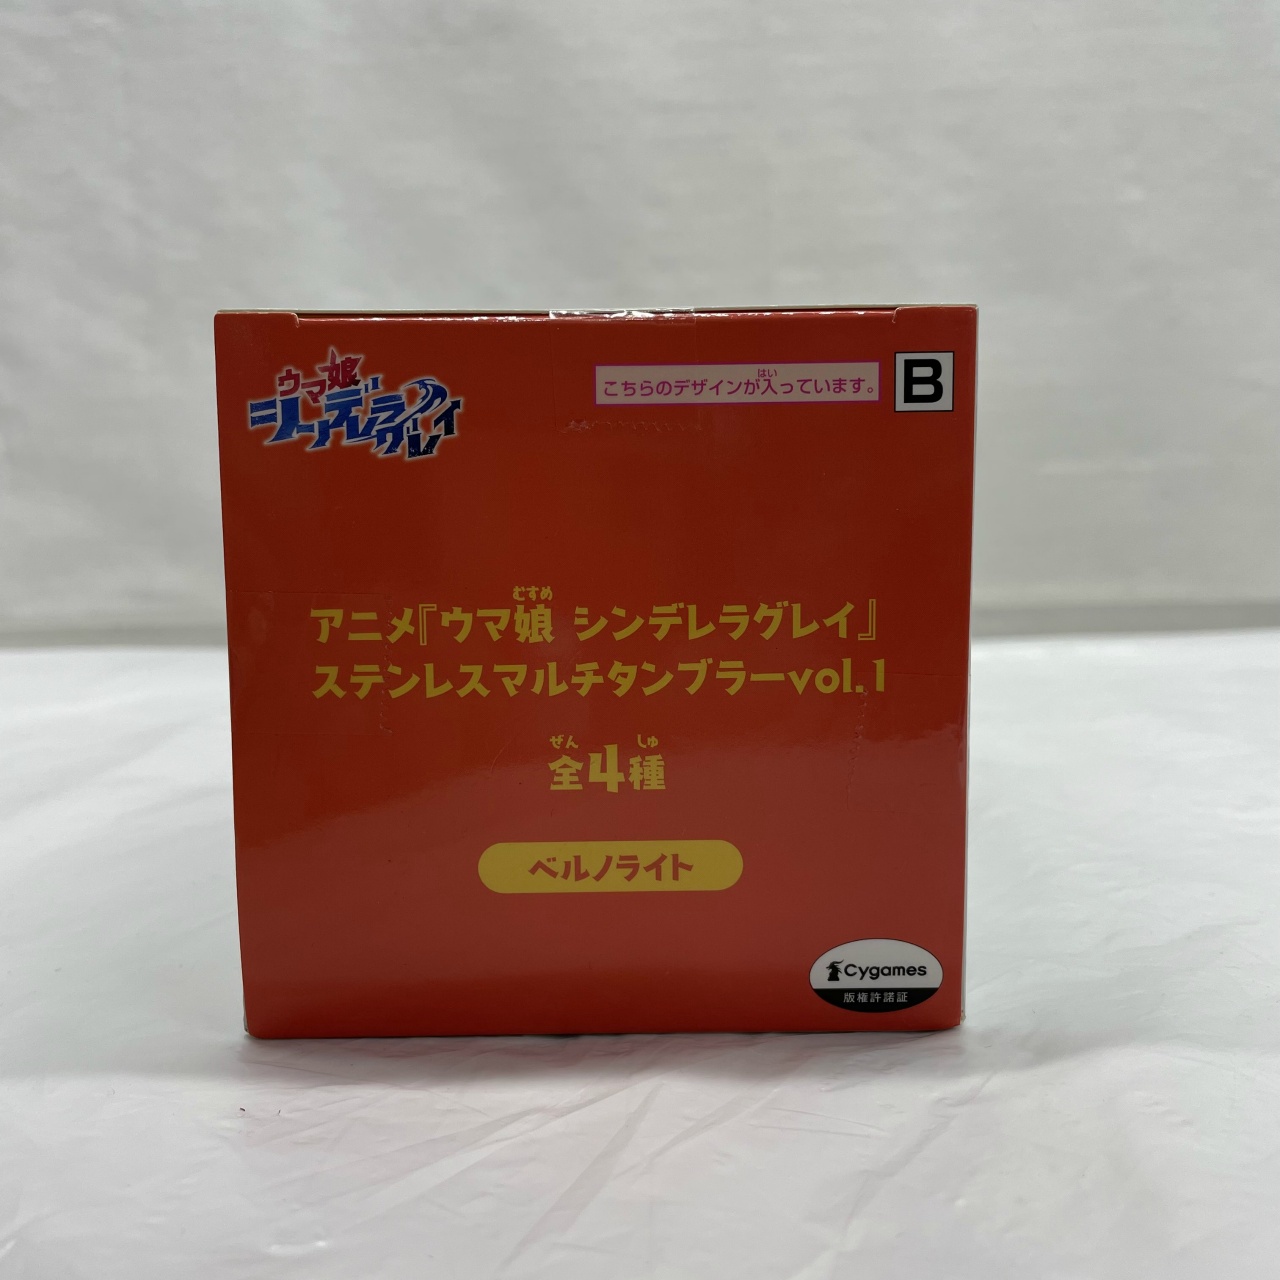 ウマ娘
シンデレラグレイ
はい
こちらのデザインが入っています。
B
むすめ
アニメ『ウマ娘 シンデレラグレイ』
ステンレスマルチタンブラーvol.1
ぜん しゅ
全4種
ベルノライト
Cygames
版権許諾証